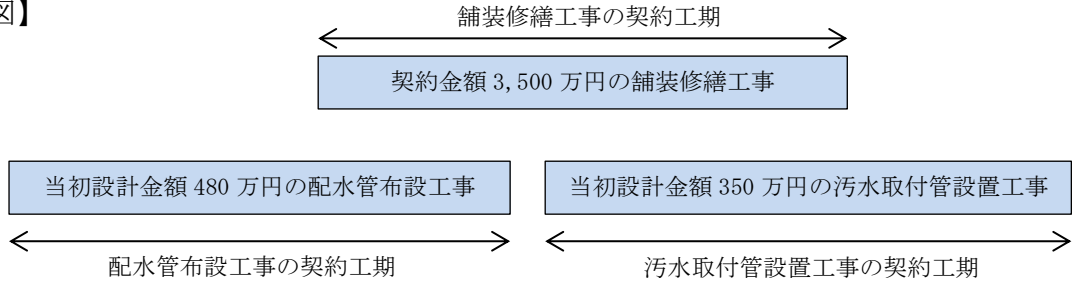 図】
舗装修繕工事の契約工期
契約金額 3,500 万円の舗装修繕工事
当初設計金額 480 万円の配水管布設工事
当初設計金額 350 万円の汚水取付管設置工事
配水管布設工事の契約工期
汚水取付管設置工事の契約工期